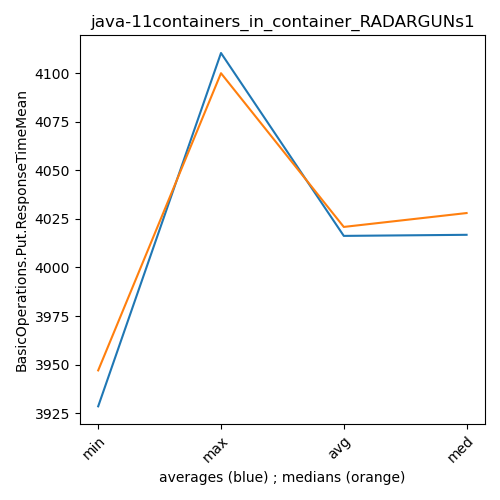 java-11containers_in_container_RADARGUNs1
BasicOperations.Put.ResponseTimeMean
4100
4075
4050
4025
4000
3975
3950
3925
min
max
avg
med
averages (blue) ; medians (orange)